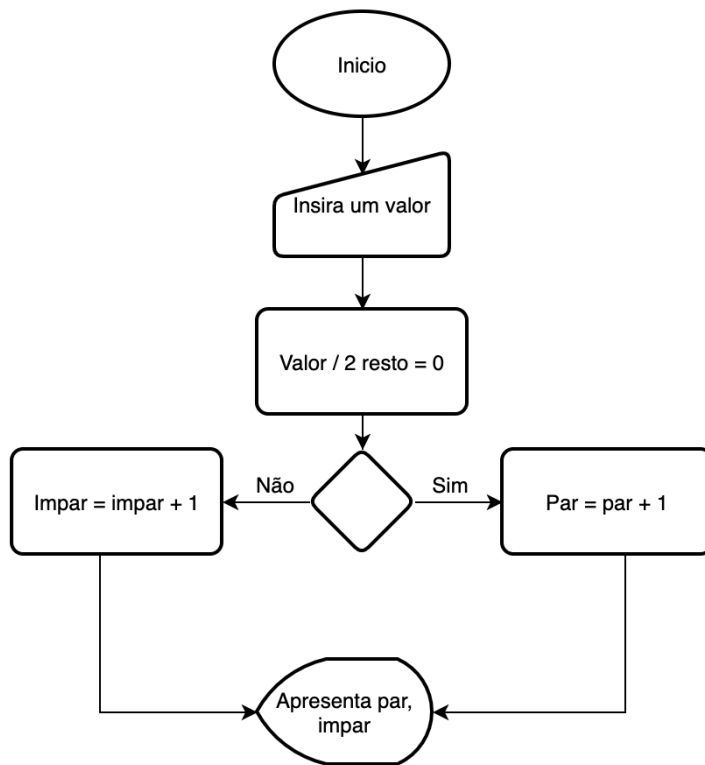 Inicio
Insira um valor
Valor / 2 resto = 0
Não
Sim
Impar = impar + 1
Par = par + 1
Apresenta par,
impar